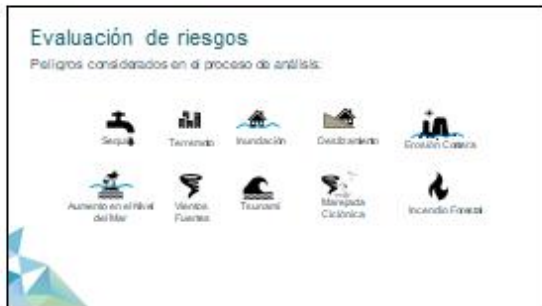 Evaluación de riesgos
Peligros considerados en el proceso de análisis:
Sequía Terremoto Inundación Deslizamiento Erosión Costera
Aumento en el Nivel
del Mar
Vientos
Fuertes
Tsunami
Marejada
Ciclónica
Incendio Forestal